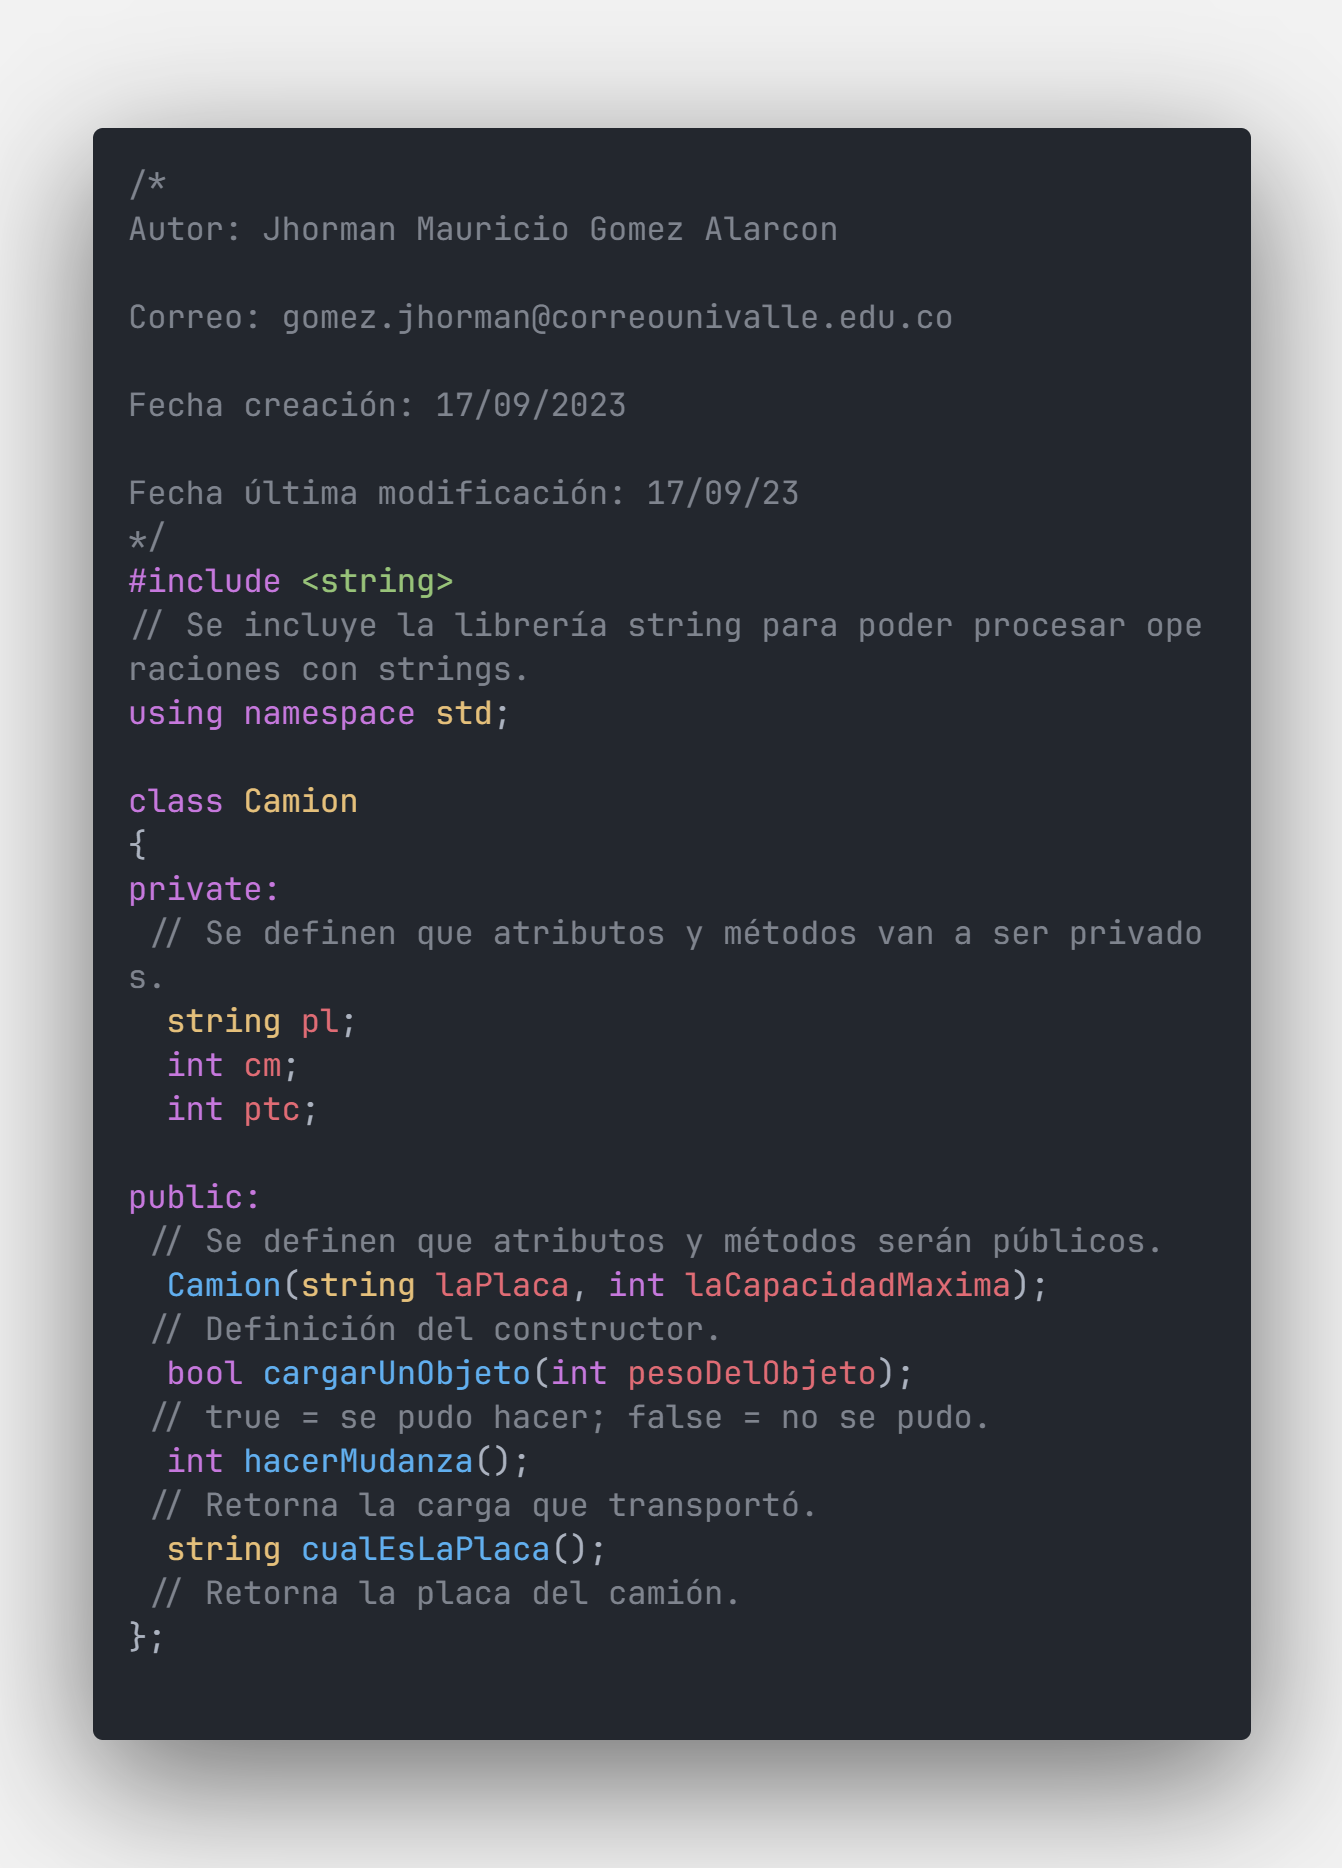 /*
Autor: Jhorman Mauricio Gomez Alarcon
Correo: gomez.jhorman@correounivalle.edu.co
Fecha creación: 17/09/2023
Fecha última modificación: 17/09/23
*/
#include <string>
// Se incluye la librería string para poder procesar ope
raciones con strings.
using namespace std;
class Camion
{
private:
// Se definen que atributos y métodos van a ser privado
s.
string pl;
int cm;
int ptc;
public:
// Se definen que atributos y métodos serán públicos.
Camion(string laPlaca, int laCapacidadMaxima);
// Definición del constructor.
bool cargarUnObjeto(int pesoDelObjeto);
// true = se pudo hacer; false = no se pudo.
int hacerMudanza();
// Retorna la carga que transportó.
string cualEsLaPlaca();
// Retorna la placa del camión.
};